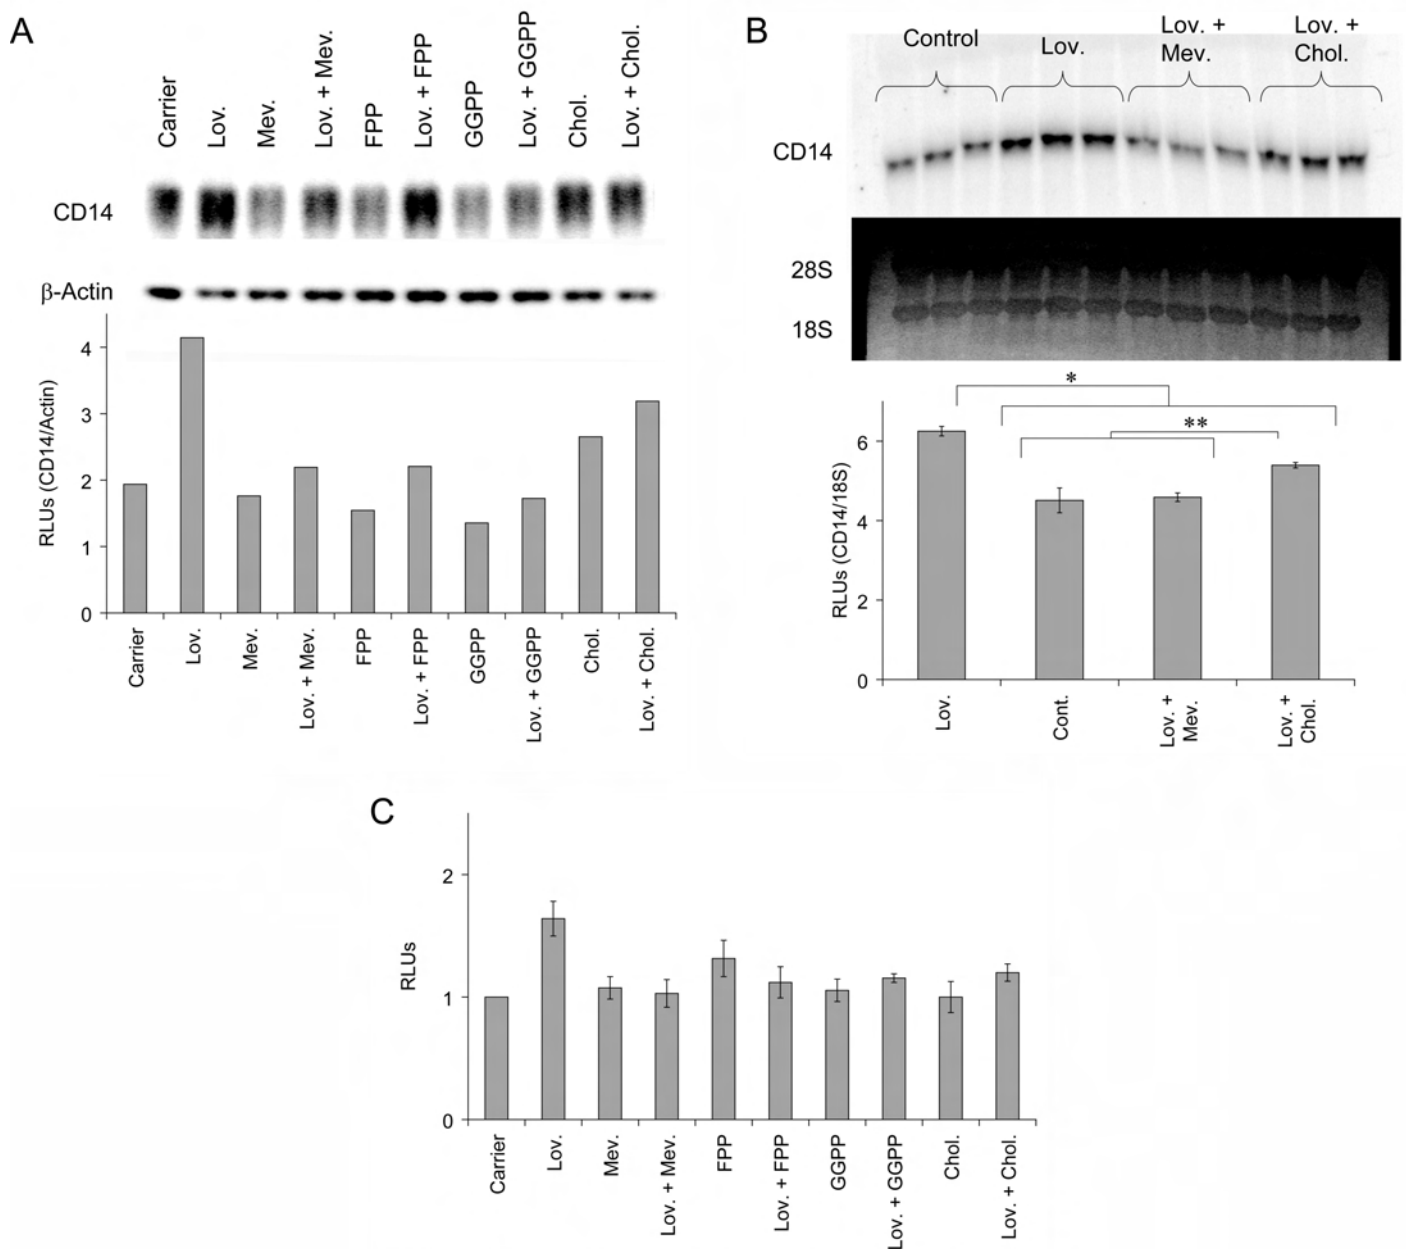 A
Carrier
Lov.
Mev.
Lov. + Mev.
FPP
Lov. + FPP
GGPP
Lov. + GGPP
Chol.
Lov. + Chol.
CD14
β-Actin
RLUs (CD14/Actin)
4
3
2
1
0
Carrier
Lov.
Mev.
Lov. + Mev.
FPP
Lov. + FPP
GGPP
Lov. + GGPP
Chol.
Lov. + Chol.
B
Control
Lov.
Lov. +
Mev.
Lov. +
Chol.
CD14
28S
18S
*
**
RLUs (CD14/18S)
6
4
2
0
Lov.
Cont.
Lov. +
Mev.
Lov. +
Chol.
C
RLUs
2
1
0
Carrier
Lov.
Mev.
Lov. + Mev.
FPP
Lov. + FPP
GGPP
Lov. + GGPP
Chol.
Lov. + Chol.